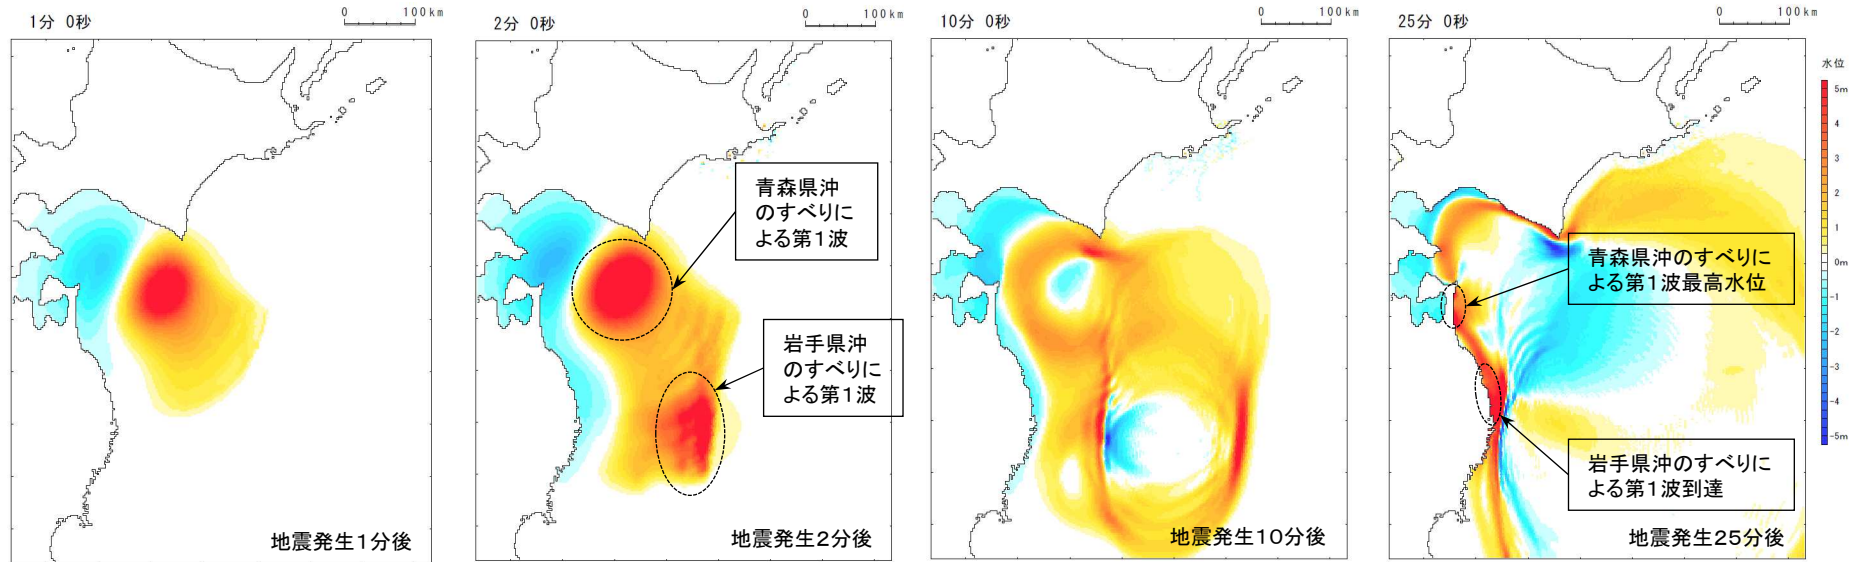 1分 0秒
0 100km
地震発生1分後
2分 0秒
0 100km
青森県沖
のすべりに
よる第1波
岩手県沖
のすべりに
よる第1波
地震発生2分後
10分 0秒
0 100km
地震発生10分後
25分 0秒
0 100km
青森県沖のすべりに
よる第1波最高水位
岩手県沖のすべりに
よる第1波到達
地震発生25分後
水位
5m
4
3
2
1
0m
-1
-2
-3
-4
-5m